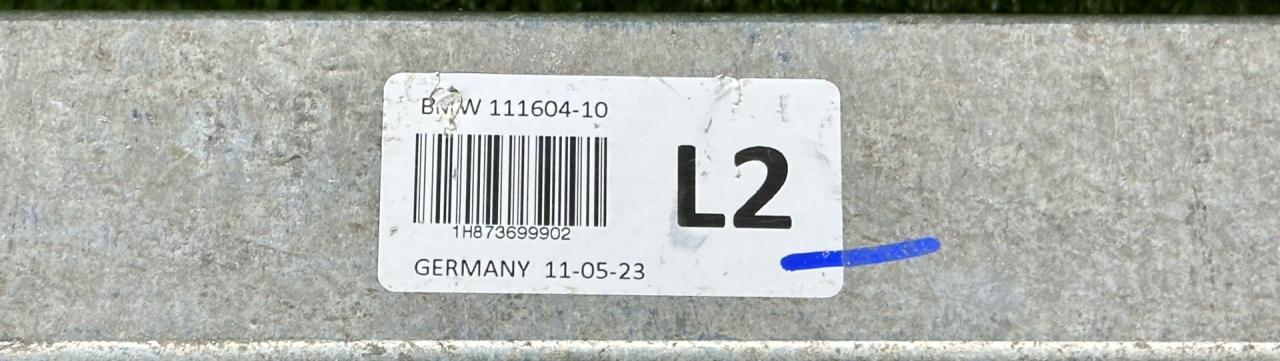 BMW 111604-10
L2
1H873699902
GERMANY 11-05-23